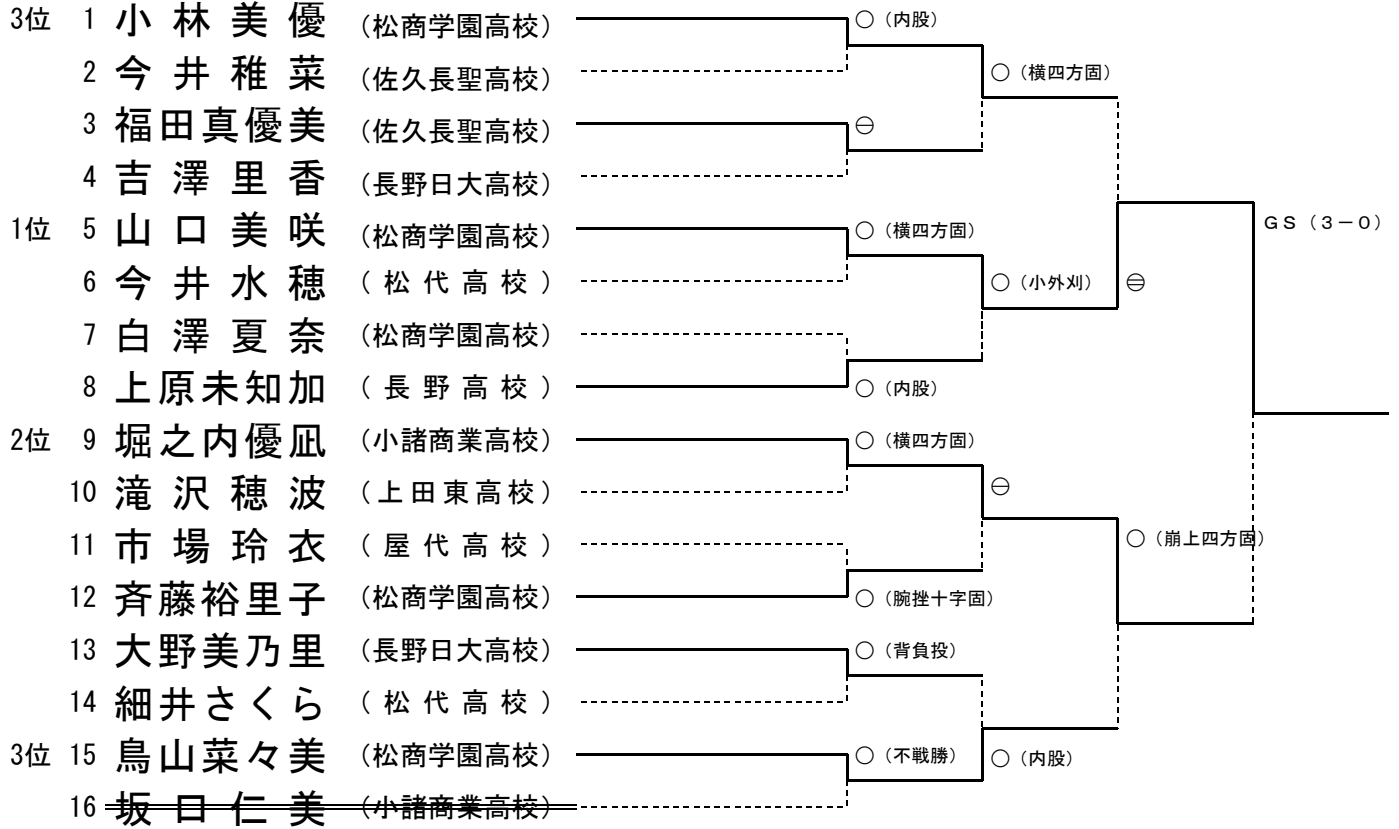 3位 1 小林美優 (松商学園高校) ○(内股)
2 今井稚菜 (佐久長聖高校) ○(横四方固)
3 福田真優美 (佐久長聖高校) ⊖
4 吉澤里香 (長野日大高校)
1位 5 山口美咲 (松商学園高校) ○(横四方固) GS(3-0)
6 今井水穂 (松代高校) ○(小外刈) ⊖
7 白澤夏奈 (松商学園高校)
8 上原未知加 (長野高校) ○(内股)
2位 9 堀之内優凪 (小諸商業高校) ○(横四方固)
10 滝沢穂波 (上田東高校) ⊖
11 市場玲衣 (屋代高校) ○(崩上四方固)
12 斉藤裕里子 (松商学園高校) ○(腕挫十字固)
13 大野美乃里 (長野日大高校) ○(背負投)
14 細井さくら (松代高校)
3位 15 鳥山菜々美 (松商学園高校) ○(不戦勝) ○(内股)
16 坂口仁美 (小諸商業高校)